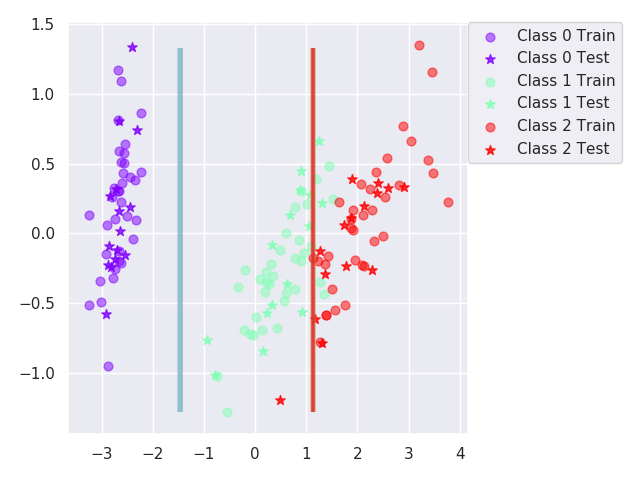 1.5
1.0
0.5
0.0
−0.5
−1.0
−3 −2 −1 0 1 2 3 4
Class 0 Train
Class 0 Test
Class 1 Train
Class 1 Test
Class 2 Train
Class 2 Test